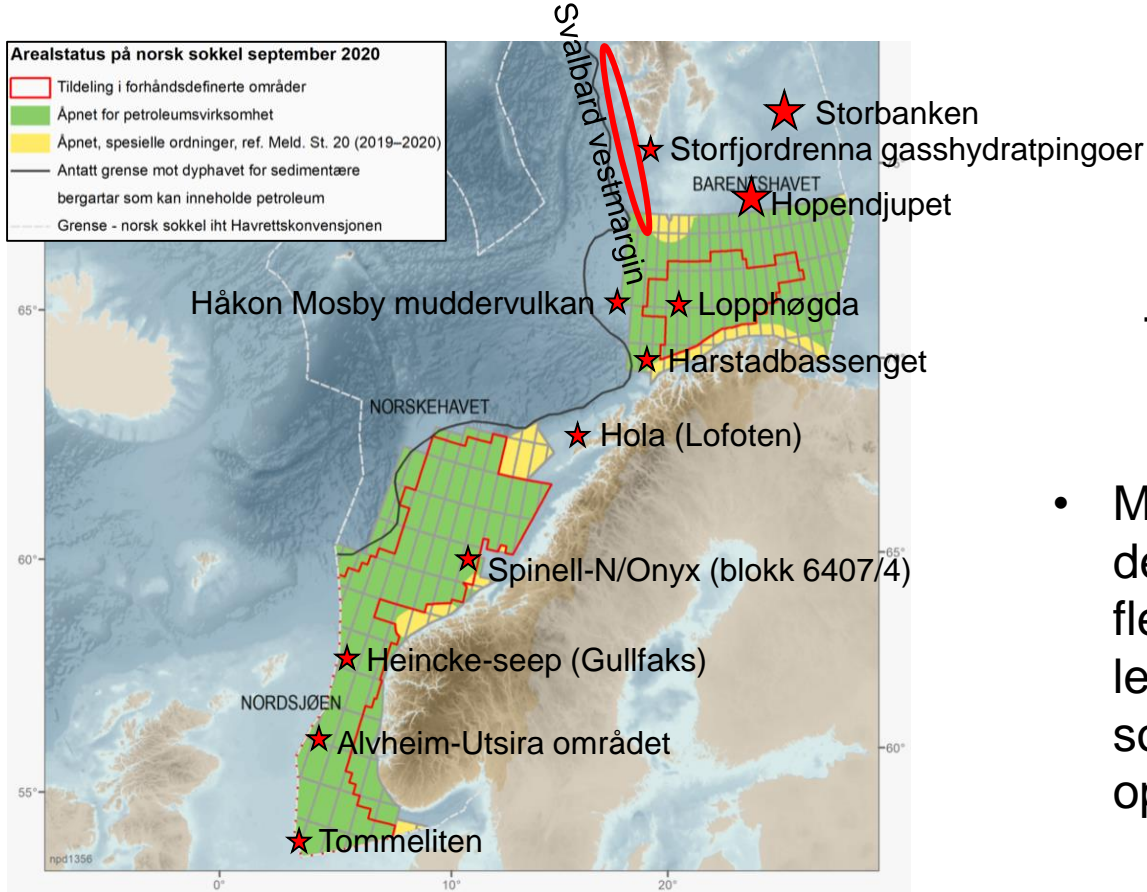 Arealstatus på norsk sokkel september 2020
Tildeling i forhåndsdefinerte områder
Åpnet for petroleumsvirksomhet
Åpnet, spesielle ordninger, ref. Meld. St. 20 (2019–2020)
Antatt grense mot dyphavet for sedimentære
bergartar som kan inneholde petroleum
Grense - norsk sokkel iht Havrettskonvensjonen
Svalbard vestmargin
Storbanken
Storfjordrenna gasshydratpingoer
BARENTSHAVET
Hopendjupet
Håkon Mosby muddervulkan
Lopphøgda
65°
Harstadbassenget
NORSKEHAVET
Hola (Lofoten)
60°
65°
Spinell-N/Onyx (blokk 6407/4)
Heincke-seep (Gullfaks)
NORDSJØEN
Alvheim-Utsira området
60°
55°
Tommeliten
npd1356
0°
10°
20°
• M
de
fle
le
so
op